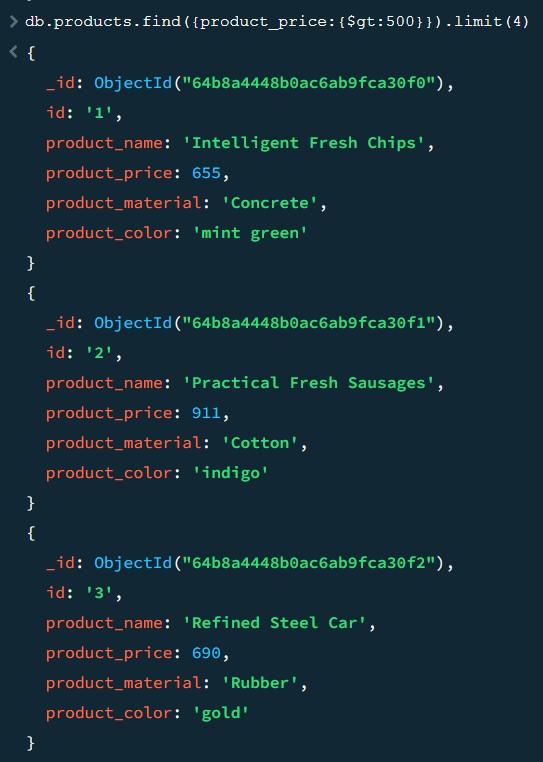 > db.products.find({product_price:{$gt:500}}).limit(4)
< {
_id: ObjectId("64b8a4448b0ac6ab9fca30f0"),
id: '1',
product_name: 'Intelligent Fresh Chips',
product_price: 655,
product_material: 'Concrete',
product_color: 'mint green'
}
{
_id: ObjectId("64b8a4448b0ac6ab9fca30f1"),
id: '2',
product_name: 'Practical Fresh Sausages',
product_price: 911,
product_material: 'Cotton',
product_color: 'indigo'
}
{
_id: ObjectId("64b8a4448b0ac6ab9fca30f2"),
id: '3',
product_name: 'Refined Steel Car',
product_price: 690,
product_material: 'Rubber',
product_color: 'gold'
}